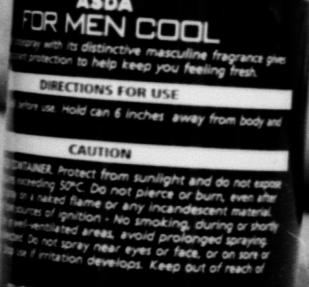 ASDA
FOR MEN COOL
with its distinctive masculine fragrance gives
protection to help keep you feeling fresh.
DIRECTIONS FOR USE
before use. Hold can 6 inches away from body and
CAUTION
CONTAINER. Protect from sunlight and do not expose
exceeding 50°C. Do not pierce or burn, even after
on a naked flame or any incandescent material.
sources of ignition - No smoking, during or shortly
well-ventilated areas, avoid prolonged spraying.
Do not spray near eyes or face, or on sore or
use if irritation develops. Keep out of reach of